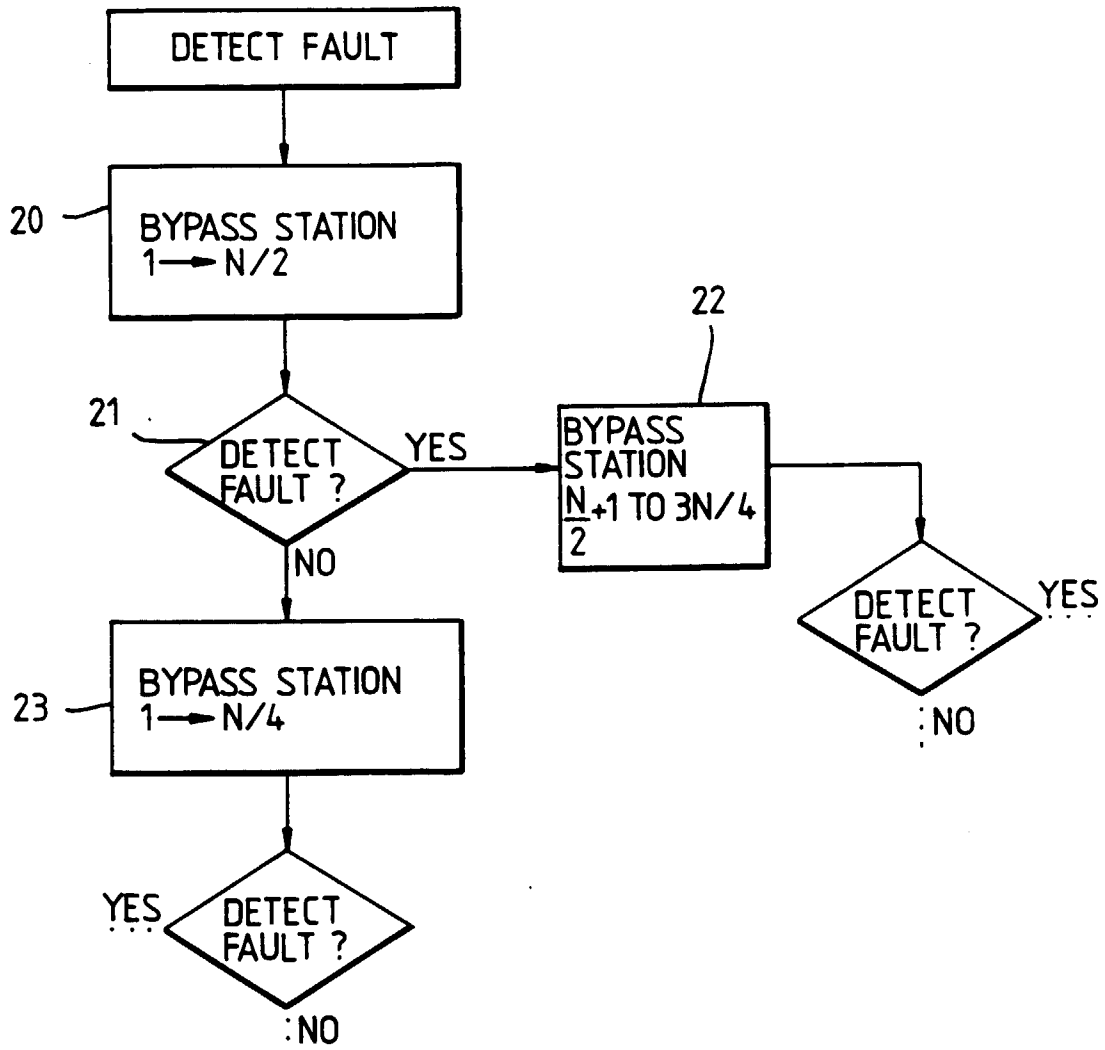 DETECT FAULT
20
BYPASS STATION
1→N/2
21
DETECT
FAULT ?
YES
NO
22
BYPASS
STATION
N/2+1 TO 3N/4
DETECT
FAULT ?
YES
NO
23
BYPASS STATION
1→N/4
YES
DETECT
FAULT ?
NO